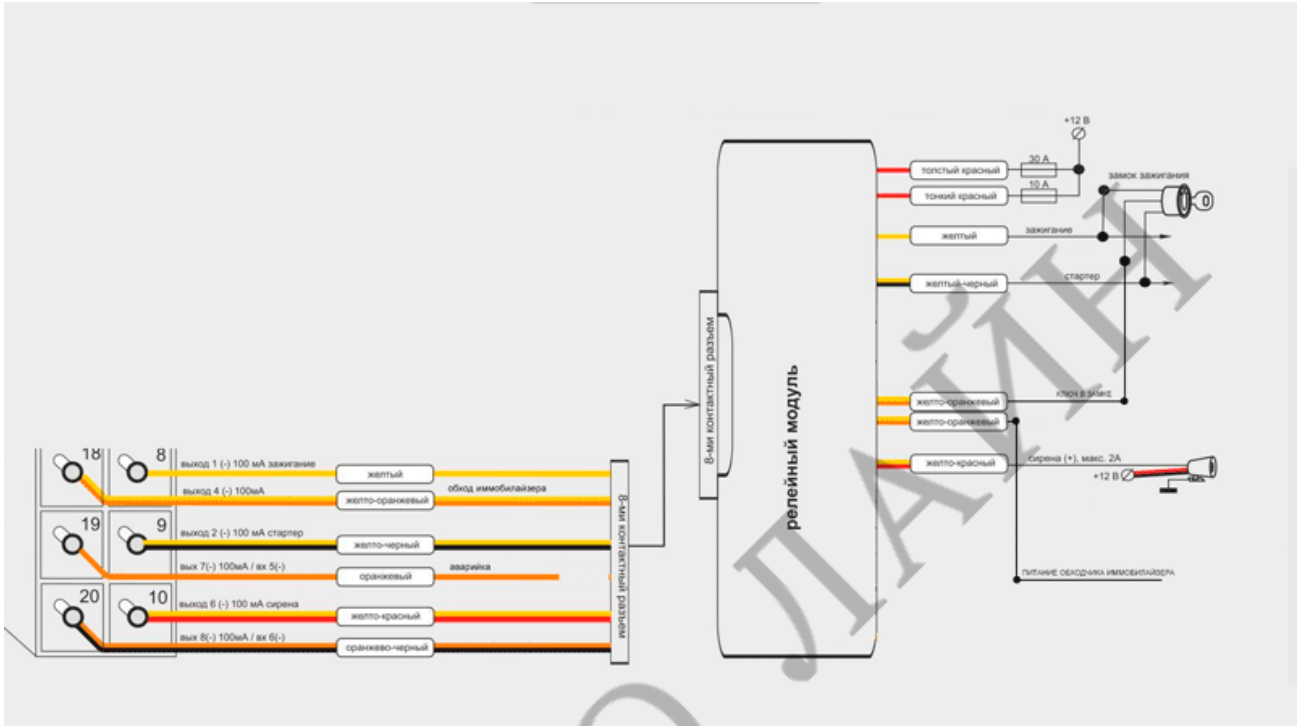 +12 В
толстый красный
30 А
тонкий красный
10 А
замок зажигания
желтый
зажигание
желтый-черный
стартер
8-ми контактный разъем
релейный модуль
желто-оранжевый
КЛЮЧ В ЗАМКЕ
желто-оранжевый
желто-красный
сирена (+), макс. 2А
+12 В
ПИТАНИЕ ОБХОДЧИКА ИММОБИЛАЙЗЕРА
18
8
выход 1 (-) 100 мА зажигание
желтый
выход 4 (-) 100мА
желто-оранжевый
обход иммобилайзера
19
9
выход 2 (-) 100 мА стартер
желто-черный
вых 7(-) 100мА / вх 5(-)
оранжевый
аварийка
20
10
выход 6 (-) 100 мА сирена
желто-красный
вых 8(-) 100мА / вх 6(-)
оранжево-черный
8-ми контактный разъем
О ЛАЙН